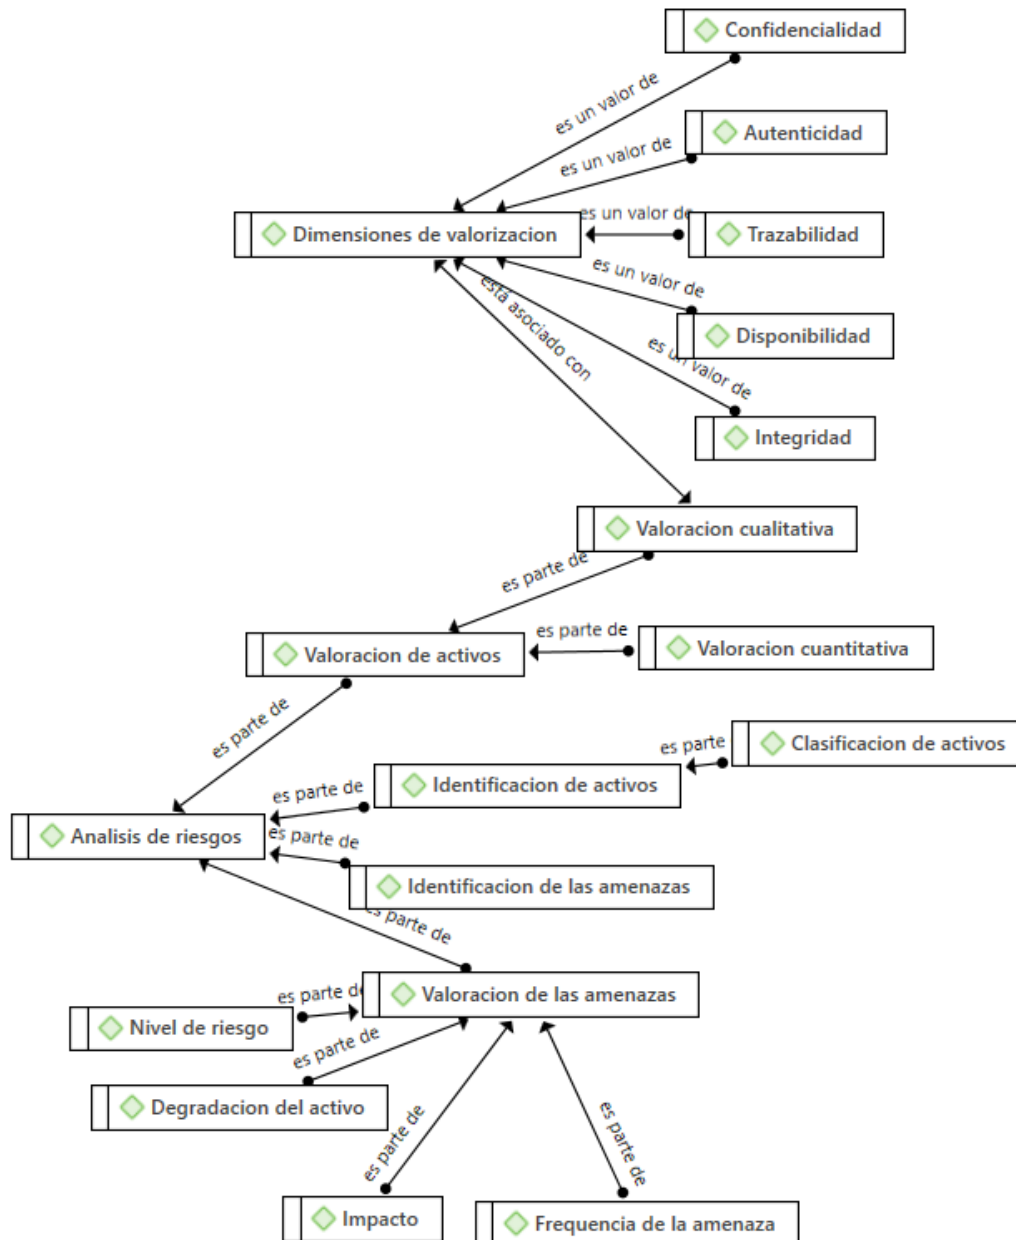 Confidencialidad
es un valor de
Autenticidad
es un valor de
Dimensiones de valorizacion
es un valor de
Trazabilidad
es un valor de
está asociado con
Disponibilidad
es un valor de
Integridad
Valoracion cualitativa
es parte de
Valoracion de activos
es parte de
Valoracion cuantitativa
es parte de
Clasificacion de activos
es parte
Identificacion de activos
es parte de
Analisis de riesgos
es parte de
Identificacion de las amenazas
es parte de
Valoracion de las amenazas
es parte de
Nivel de riesgo
es parte de
Degradacion del activo
es parte de
es parte de
Impacto
Frequencia de la amenaza